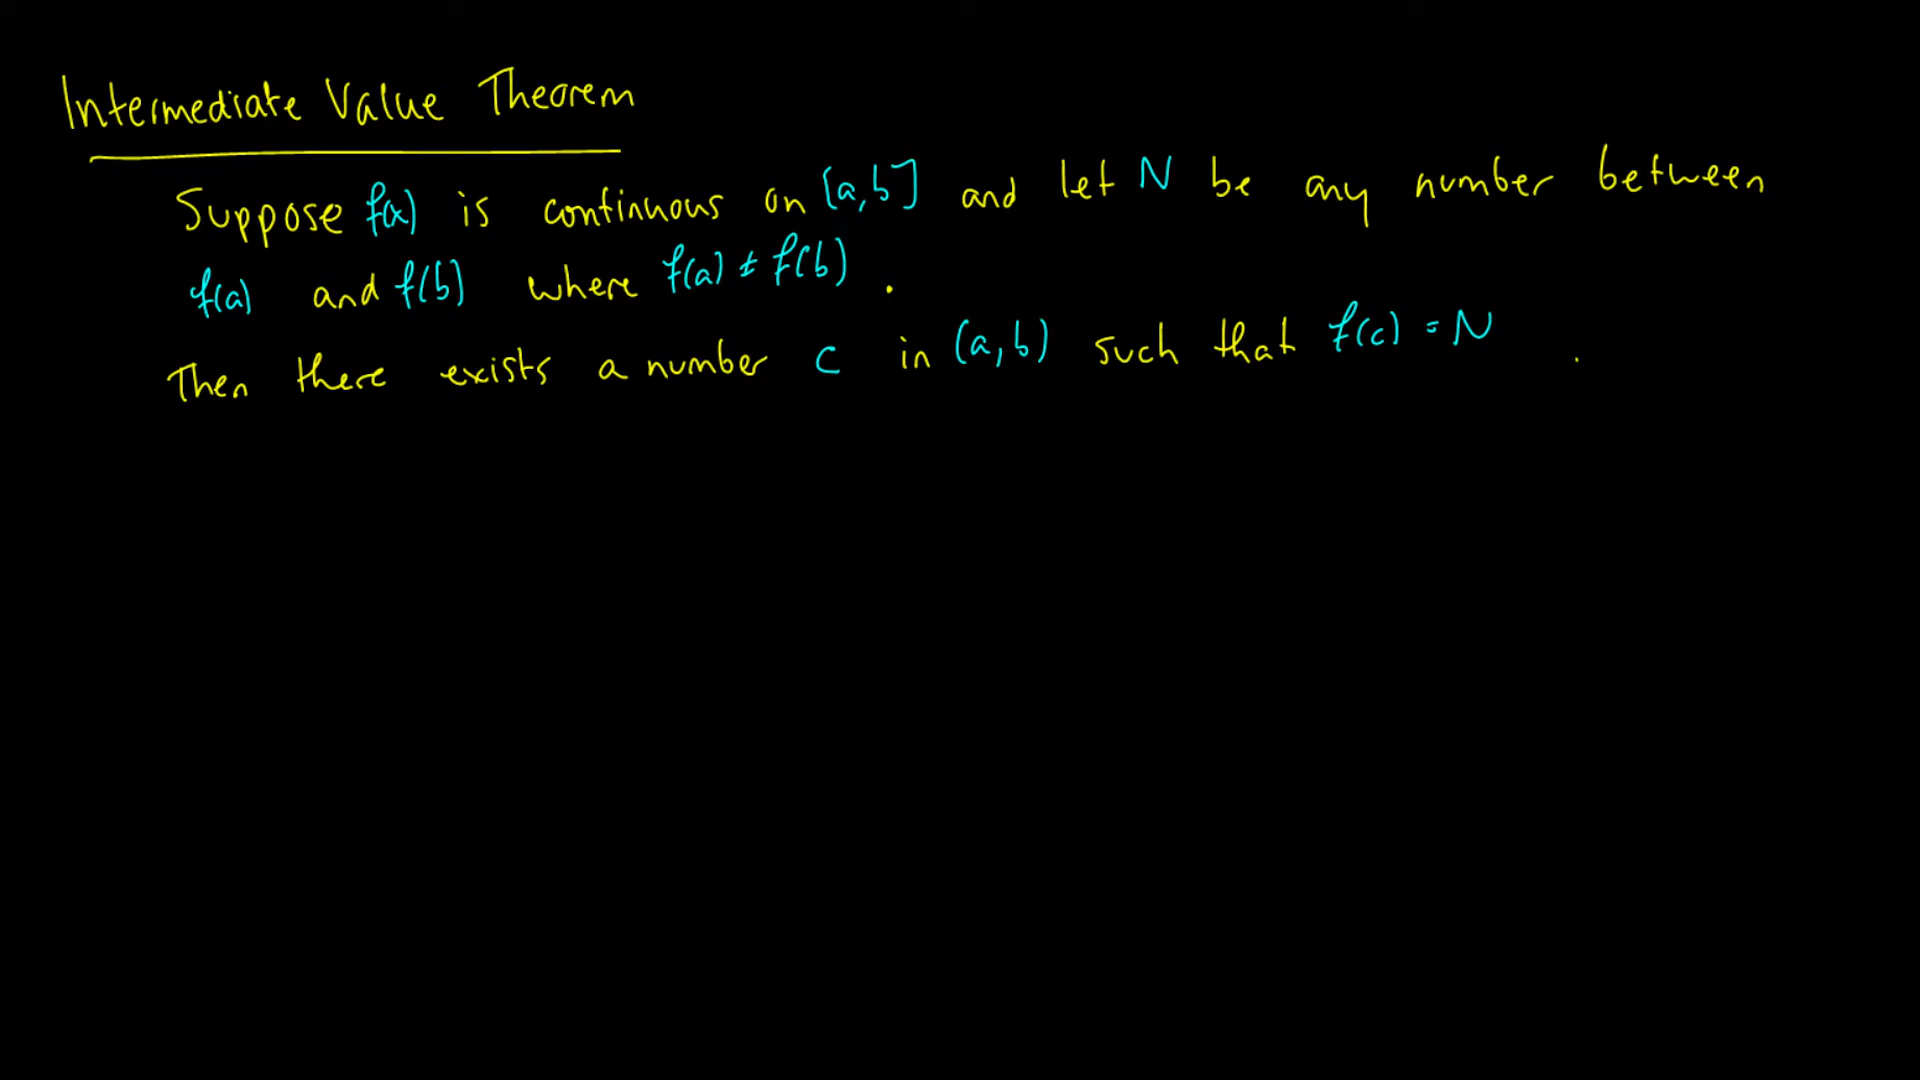 Intermediate Value Theorem
Suppose f(x) is continuous on [a,b] and let N be any number between
f(a) and f(b) where f(a) ≠ f(b).
Then there exists a number c in (a,b) such that f(c) = N.